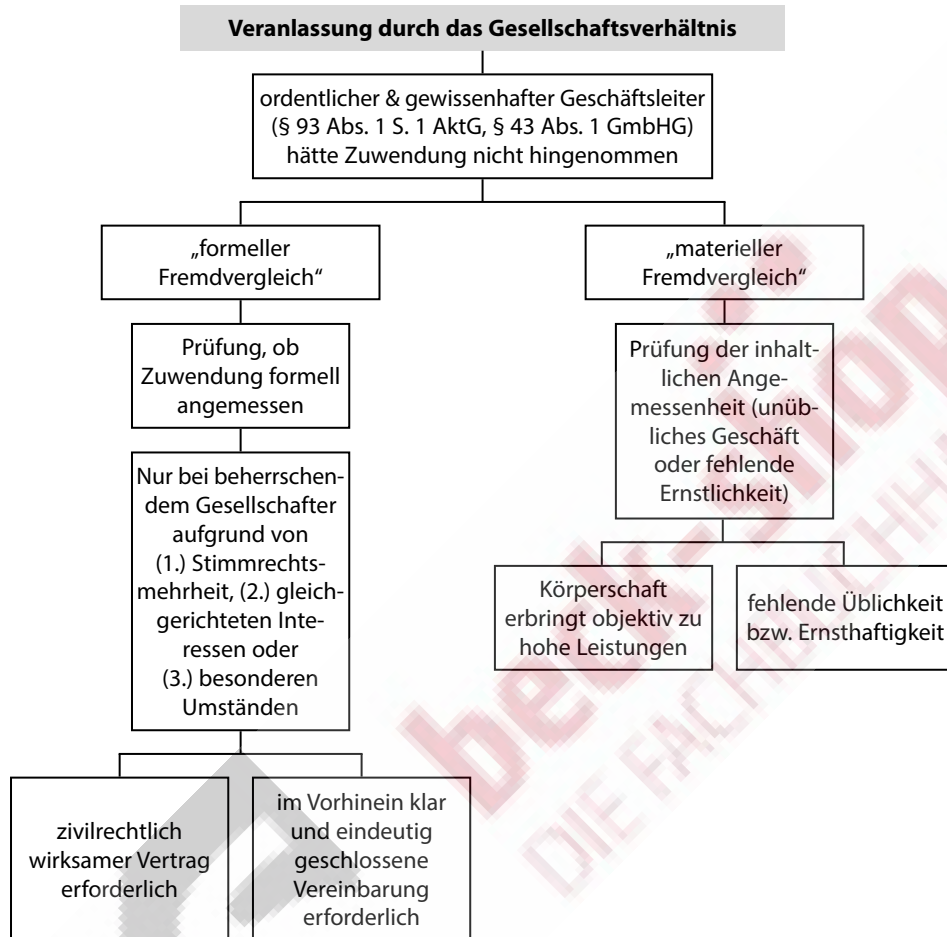 Veranlassung durch das Gesellschaftsverhältnis
ordentlicher & gewissenhafter Geschäftsleiter
(§ 93 Abs. 1 S. 1 AktG, § 43 Abs. 1 GmbHG)
hätte Zuwendung nicht hingenommen
„formeller
Fremdvergleich“
Prüfung, ob
Zuwendung formell
angemessen
Nur bei beherrschen-
dem Gesellschafter
aufgrund von
(1.) Stimmrechts-
mehrheit, (2.) gleich-
gerichteten Inte-
ressen oder
(3.) besonderen
Umständen
zivilrechtlich
wirksamer Vertrag
erforderlich
im Vorhinein klar
und eindeutig
geschlossene
Vereinbarung
erforderlich
„materieller
Fremdvergleich“
Prüfung der inhalt-
lichen Ange-
messenheit (unüb-
liches Geschäft
oder fehlende
Ernstlichkeit)
Körperschaft
erbringt objektiv zu
hohe Leistungen
fehlende Üblichkeit
bzw. Ernsthaftigkeit
beck-shop
DIE FACHBUCHH